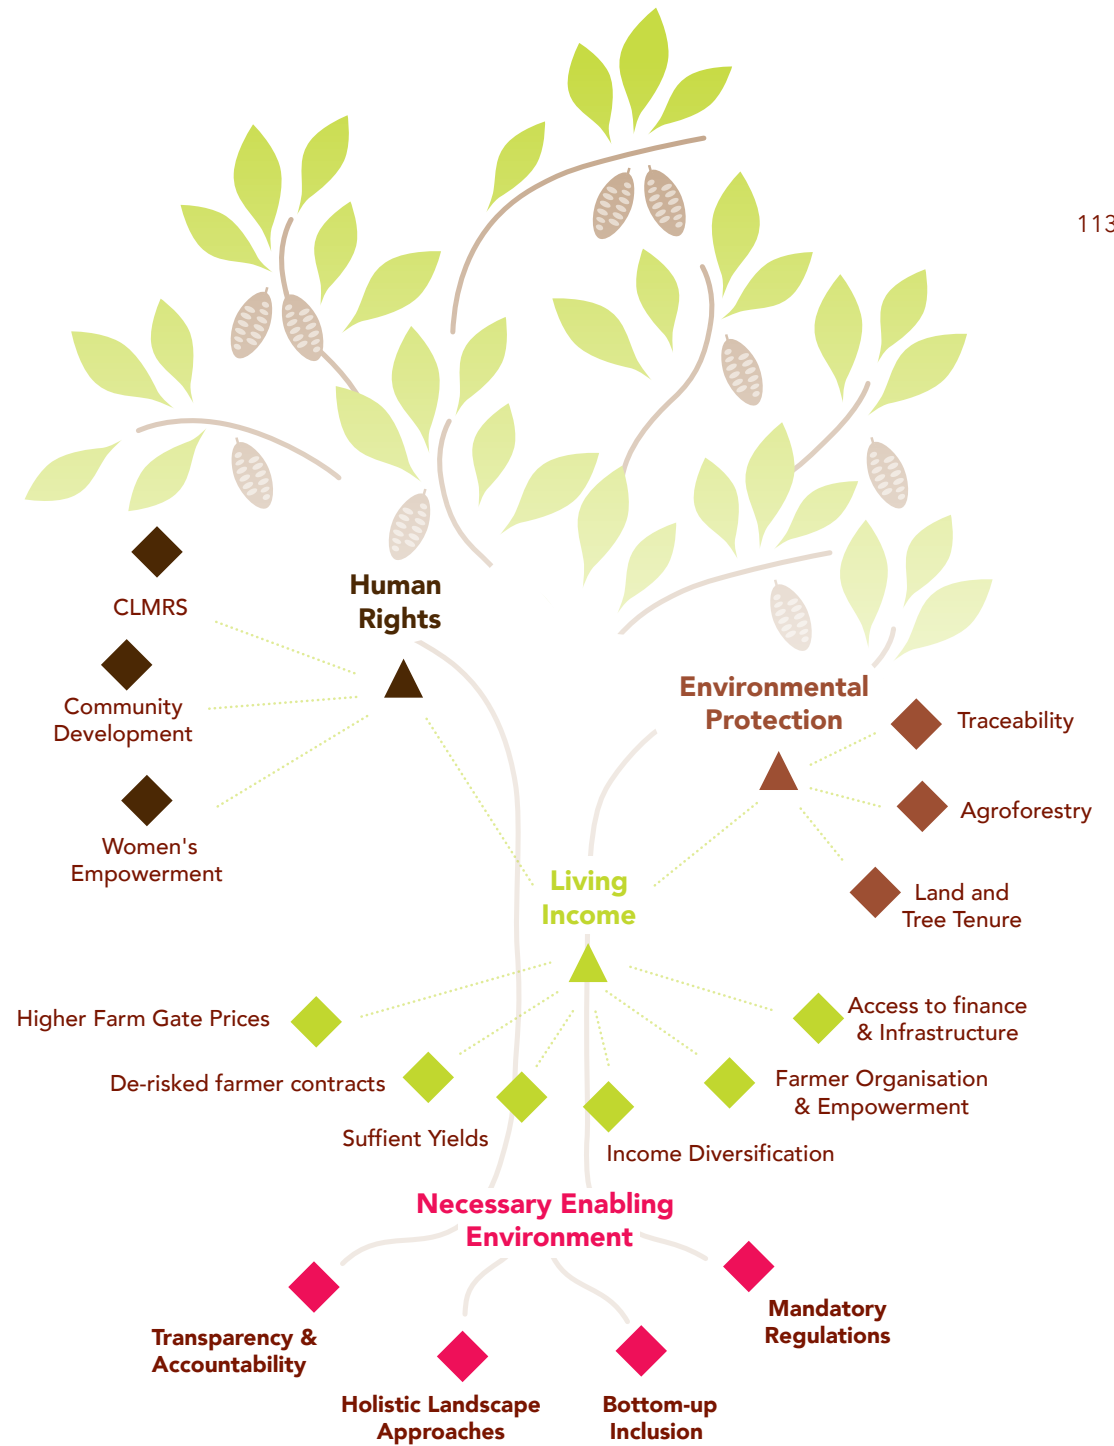 113
CLMRS
Community
Development
Women's
Empowerment
Human
Rights
Environmental
Protection
Traceability
Agroforestry
Land and
Tree Tenure
Living
Income
Higher Farm Gate Prices
De-risked farmer contracts
Suffient Yields
Income Diversification
Farmer Organisation
& Empowerment
Access to finance
& Infrastructure
Necessary Enabling
Environment
Transparency &
Accountability
Holistic Landscape
Approaches
Bottom-up
Inclusion
Mandatory
Regulations